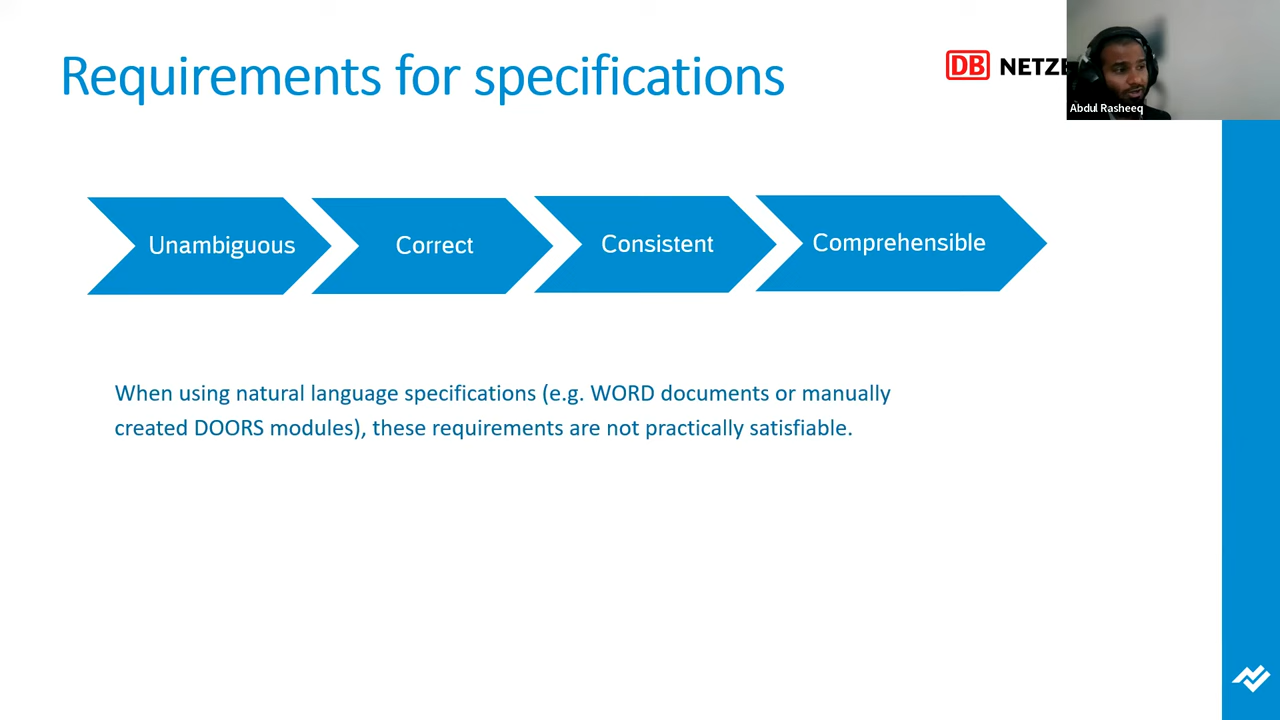 Requirements for specifications
DB NETZE
Abdul Rasheeq
Unambiguous
Correct
Consistent
Comprehensible
When using natural language specifications (e.g. WORD documents or manually
created DOORS modules), these requirements are not practically satisfiable.